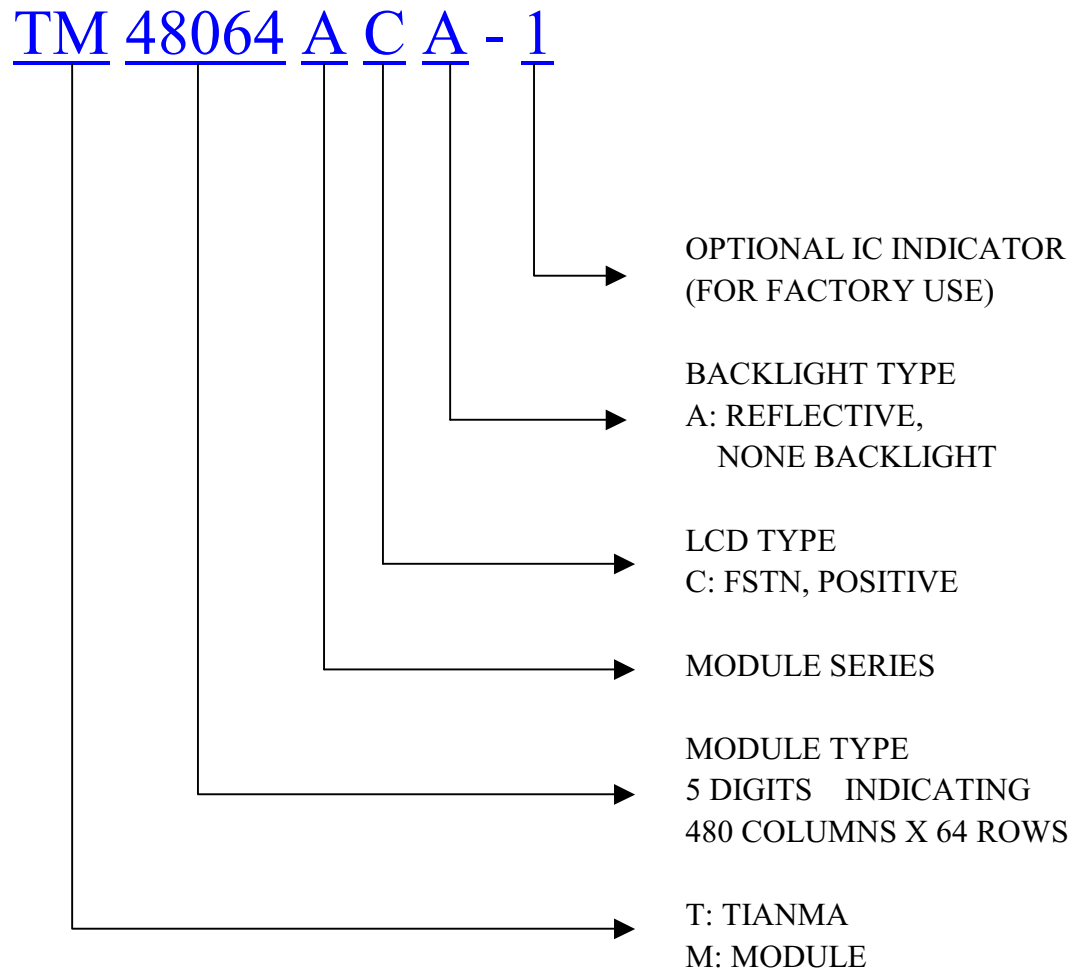 TM 48064 A C A - 1
OPTIONAL IC INDICATOR
(FOR FACTORY USE)
BACKLIGHT TYPE
A: REFLECTIVE,
NONE BACKLIGHT
LCD TYPE
C: FSTN, POSITIVE
MODULE SERIES
MODULE TYPE
5 DIGITS INDICATING
480 COLUMNS X 64 ROWS
T: TIANMA
M: MODULE